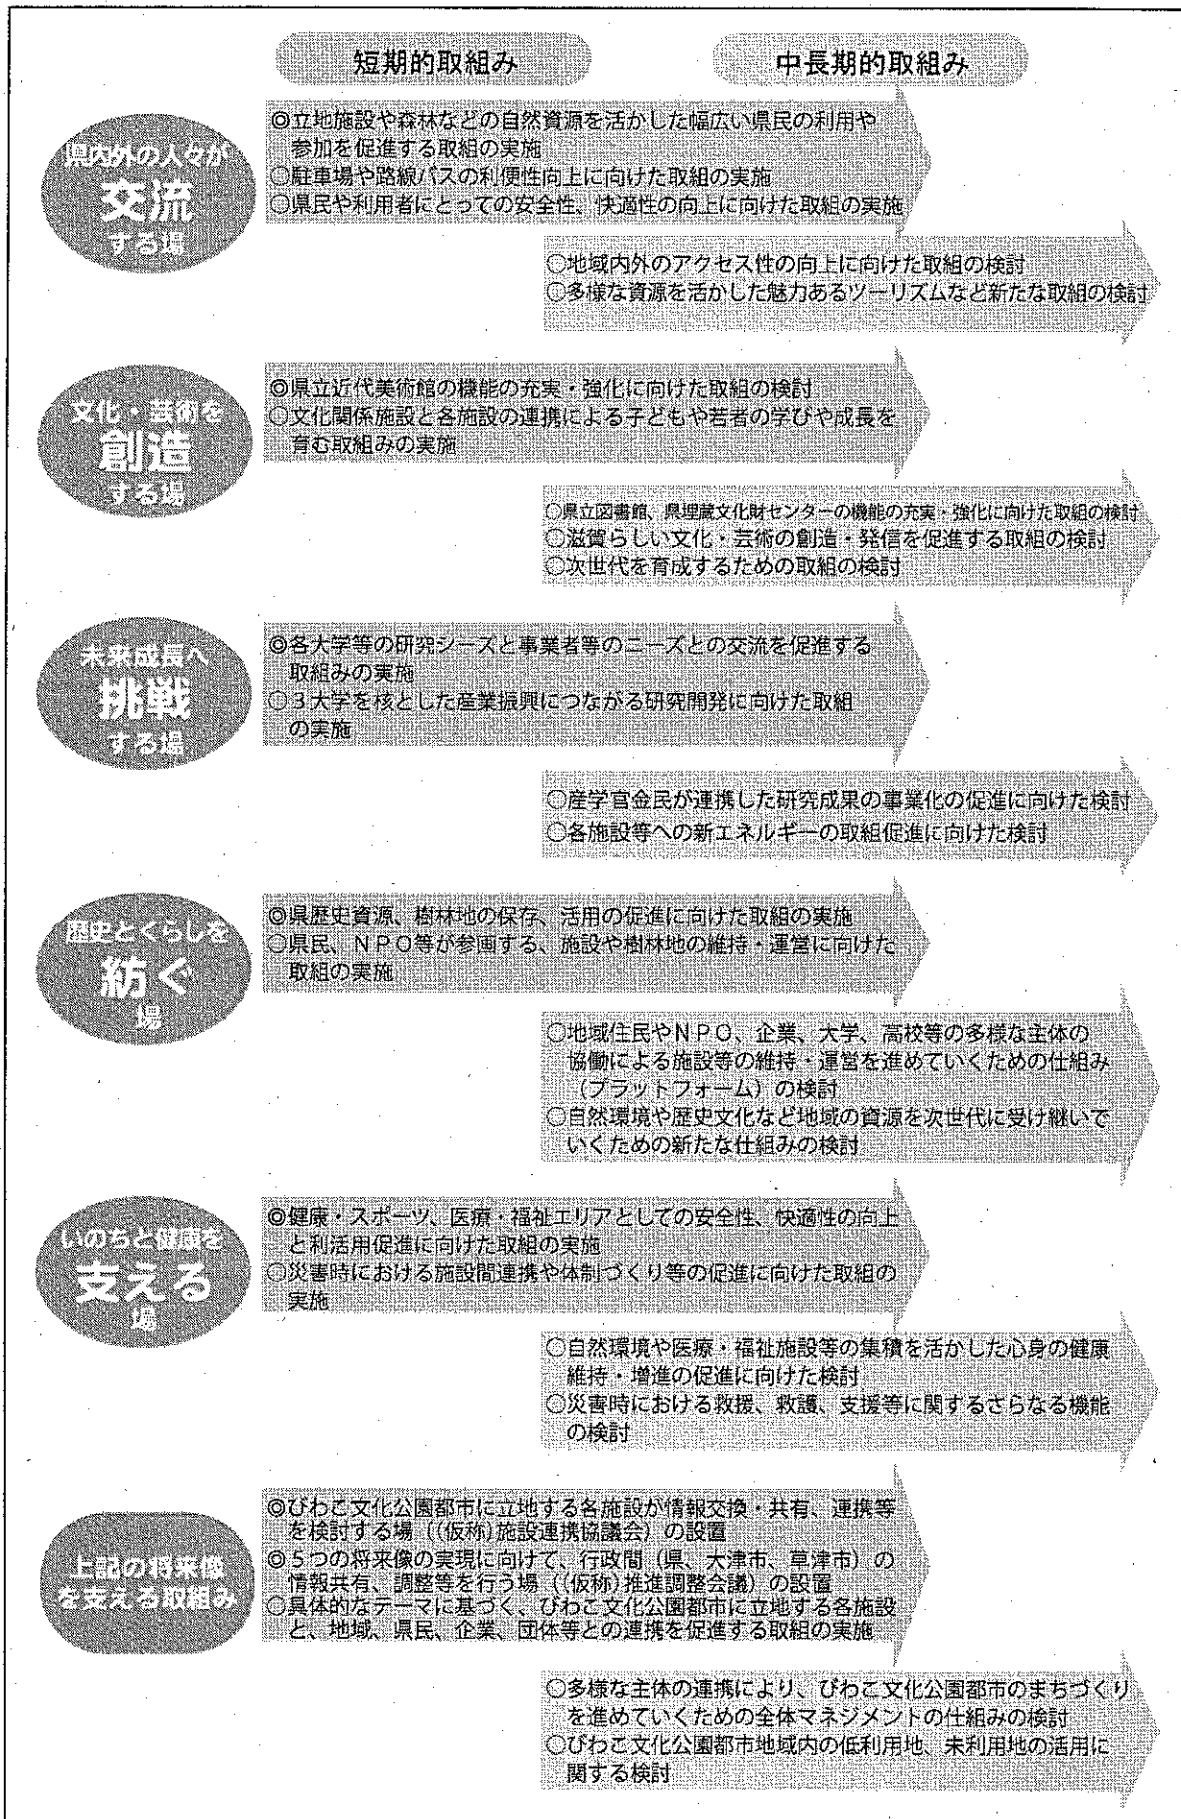 短期的取組み
中長期的取組み
県内外の人々が
交流
する場
◎立地施設や森林などの自然資源を活かした幅広い県民の利用や
参加を促進する取組の実施
○駐車場や路線バスの利便性向上に向けた取組の実施
○県民や利用者にとっての安全性、快適性の向上に向けた取組の実施
○地域内外のアクセス性の向上に向けた取組の検討
○多様な資源を活かした魅力あるツーリズムなど新たな取組の検討
文化・芸術を
創造
する場
◎県立近代美術館の機能の充実・強化に向けた取組の検討
○文化関係施設と各施設の連携による子どもや若者の学びや成長を
育む取組みの実施
○県立図書館、県埋蔵文化財センターの機能の充実・強化に向けた取組の検討
○滋賀らしい文化・芸術の創造・発信を促進する取組の検討
○次世代を育成するための取組の検討
未来成長へ
挑戦
する場
◎各大学等の研究シーズと事業者等のニーズとの交流を促進する
取組みの実施
○３大学を核とした産業振興につながる研究開発に向けた取組
の実施
○産学官金民が連携した研究成果の事業化の促進に向けた検討
○各施設等への新エネルギーの取組促進に向けた検討
歴史とくらしを
紡ぐ
場
◎県歴史資源、樹林地の保存、活用の促進に向けた取組の実施
○県民、ＮＰＯ等が参画する、施設や樹林地の維持・運営に向けた
取組の実施
○地域住民やＮＰＯ、企業、大学、高校等の多様な主体の
協働による施設等の維持・運営を進めていくための仕組み
（プラットフォーム）の検討
○自然環境や歴史文化など地域の資源を次世代に受け継いで
いくための新たな仕組みの検討
いのちと健康を
支える
場
◎健康・スポーツ、医療・福祉エリアとしての安全性、快適性の向上
と利活用促進に向けた取組の実施
○災害時における施設間連携や体制づくり等の促進に向けた取組の
実施
○自然環境や医療・福祉施設等の集積を活かした心身の健康
維持・増進の促進に向けた検討
○災害時における救援、救護、支援等に関するさらなる機能
の検討
上記の将来像
を支える取組み
◎びわこ文化公園都市に立地する各施設が情報交換・共有、連携等
を検討する場（(仮称)施設連携協議会）の設置
◎５つの将来像の実現に向けて、行政間（県、大津市、草津市）の
情報共有、調整等を行う場（(仮称)推進調整会議）の設置
○具体的なテーマに基づく、びわこ文化公園都市に立地する各施設
と、地域、県民、企業、団体等との連携を促進する取組の実施
○多様な主体の連携により、びわこ文化公園都市のまちづくり
を進めていくための全体マネジメントの仕組みの検討
○びわこ文化公園都市地域内の低利用地、未利用地の活用に
関する検討